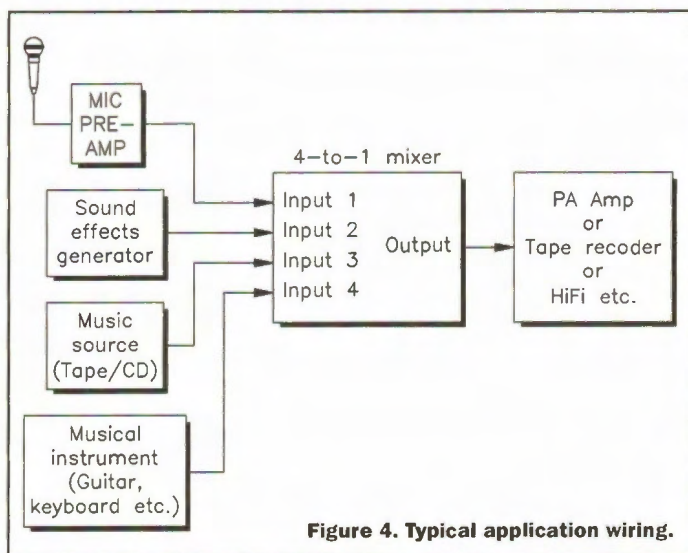 MIC
PRE-
AMP
4-to-1 mixer
Input 1
Input 2
Input 3
Input 4
Output
Sound
effects
generator
Music
source
(Tape/CD)
Musical
instrument
(Guitar,
keyboard etc.)
PA Amp
or
Tape recoder
or
HiFi etc.
Figure 4. Typical application wiring.